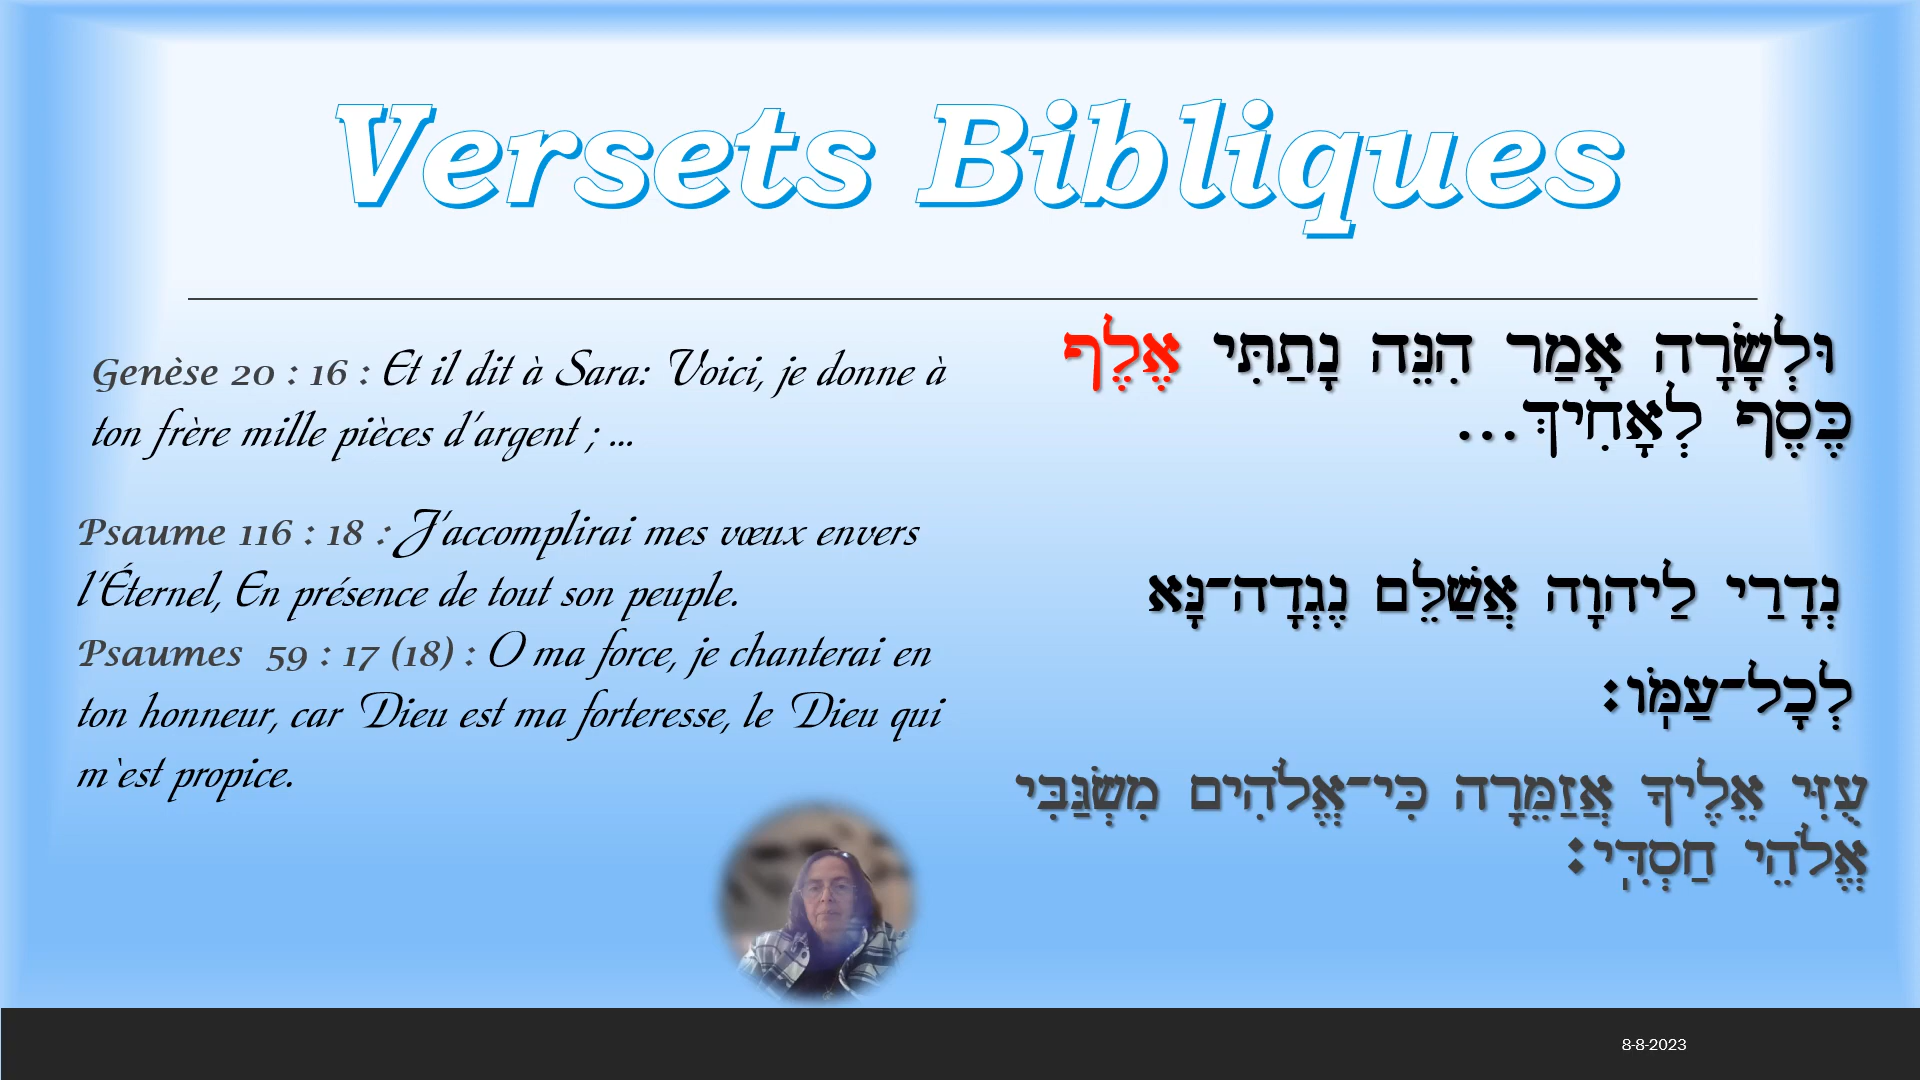 Versets Bibliques
Genèse 20 : 16 : Et il dit à Sara: Voici, je donne à
ton frère mille pièces d'argent ; ...
Psaume 116 : 18 : J'accomplirai mes vœux envers
l'Éternel, En présence de tout son peuple.
Psaumes 59 : 17 (18) : O ma force, je chanterai en
ton honneur, car Dieu est ma forteresse, le Dieu qui
m`est propice.
וּלְשָׂרָה אָמַר הִנֵּה נָתַתִּי אֶלֶף
כֶּסֶף לְאָחִיךְ...
נְדָרַי לַיהוָה אֲשַׁלֵּם נֶגְדָה־נָּא
לְכָל־עַמּֽוֹ׃
עֻזִּי אֵלֶיךָ אֲזַמֵּרָה כִּי־אֱלֹהִים מִשְׂגַּבִּי
אֱלֹהֵי חַסְדִּֽי׃
8-8-2023